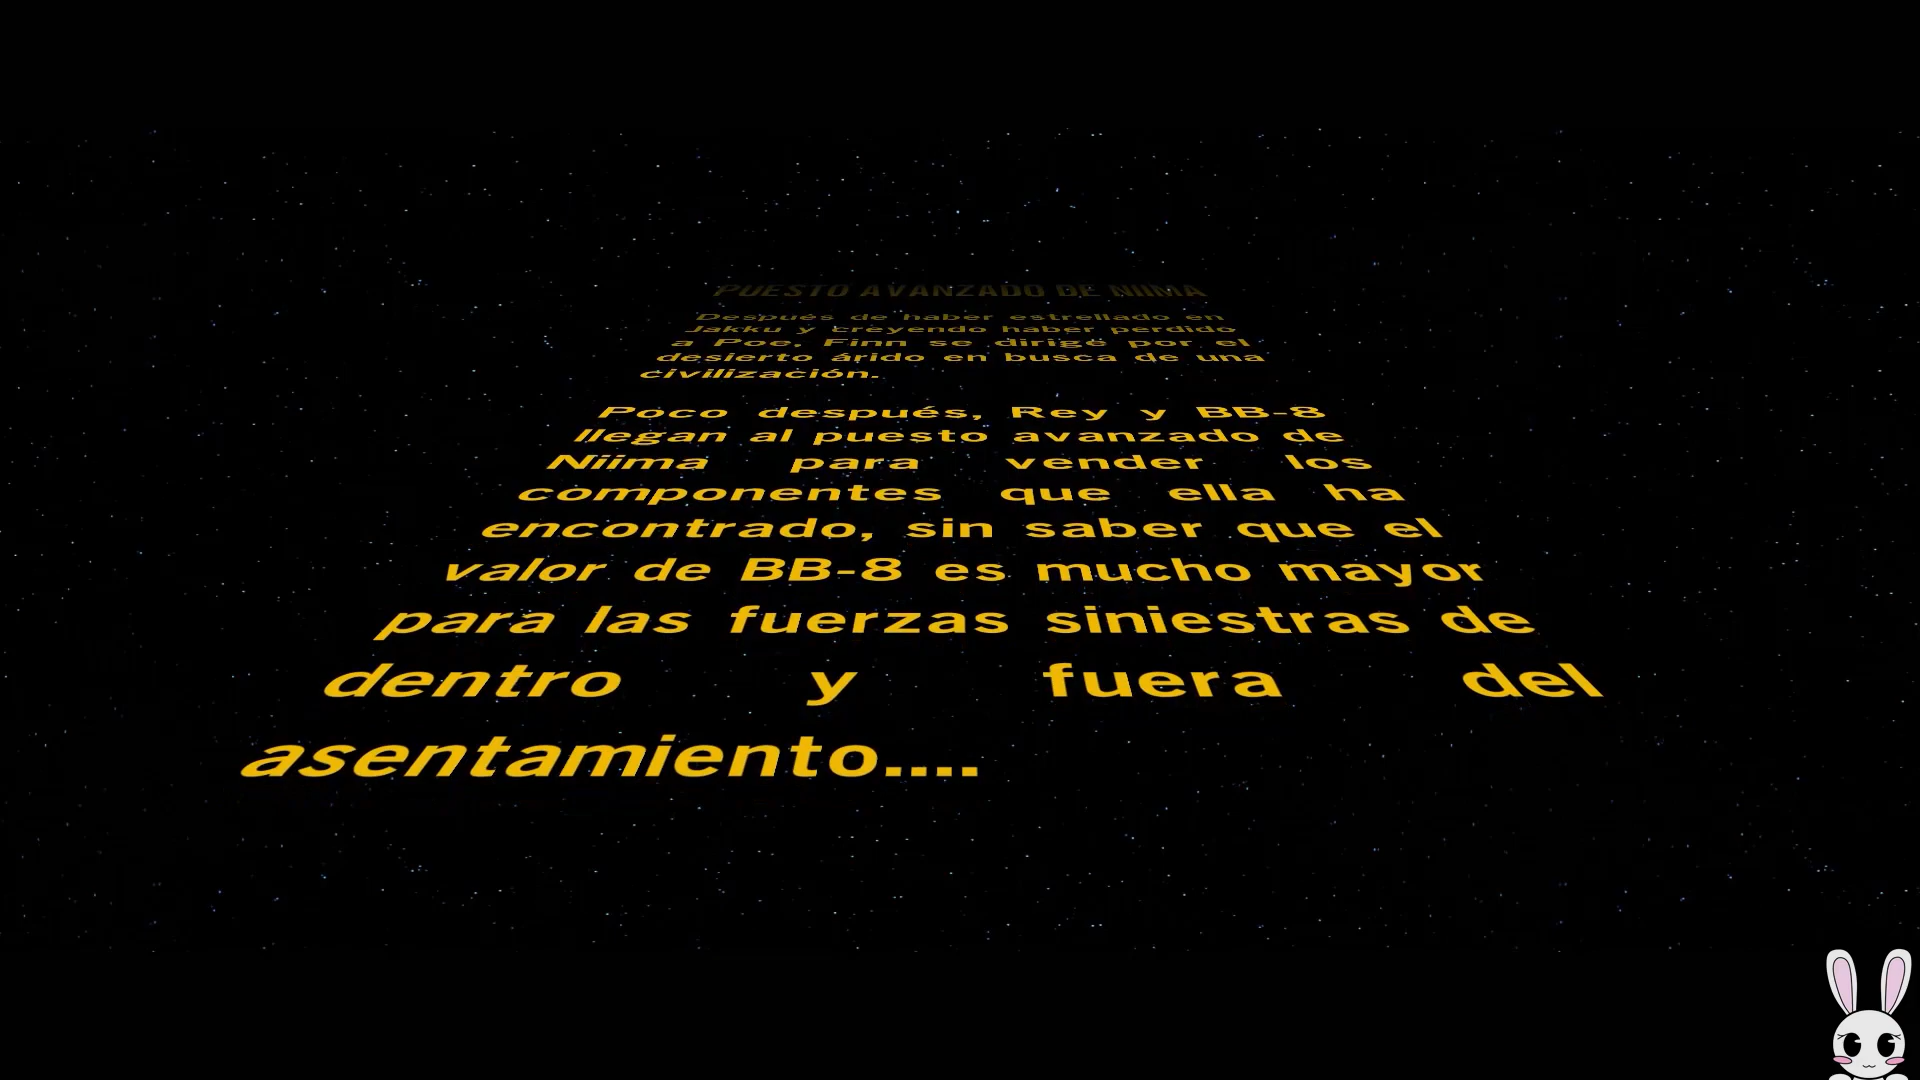 PUESTO AVANZADO DE NIIMA
Después de haber estrellado en
Jakku y creyendo haber perdido
a Poe, Finn se dirige por el
desierto árido en busca de una
civilización.
Poco después, Rey y BB-8
llegan al puesto avanzado de
Niima para vender los
componentes que ella ha
encontrado, sin saber que el
valor de BB-8 es mucho mayor
para las fuerzas siniestras de
dentro y fuera del
asentamiento....